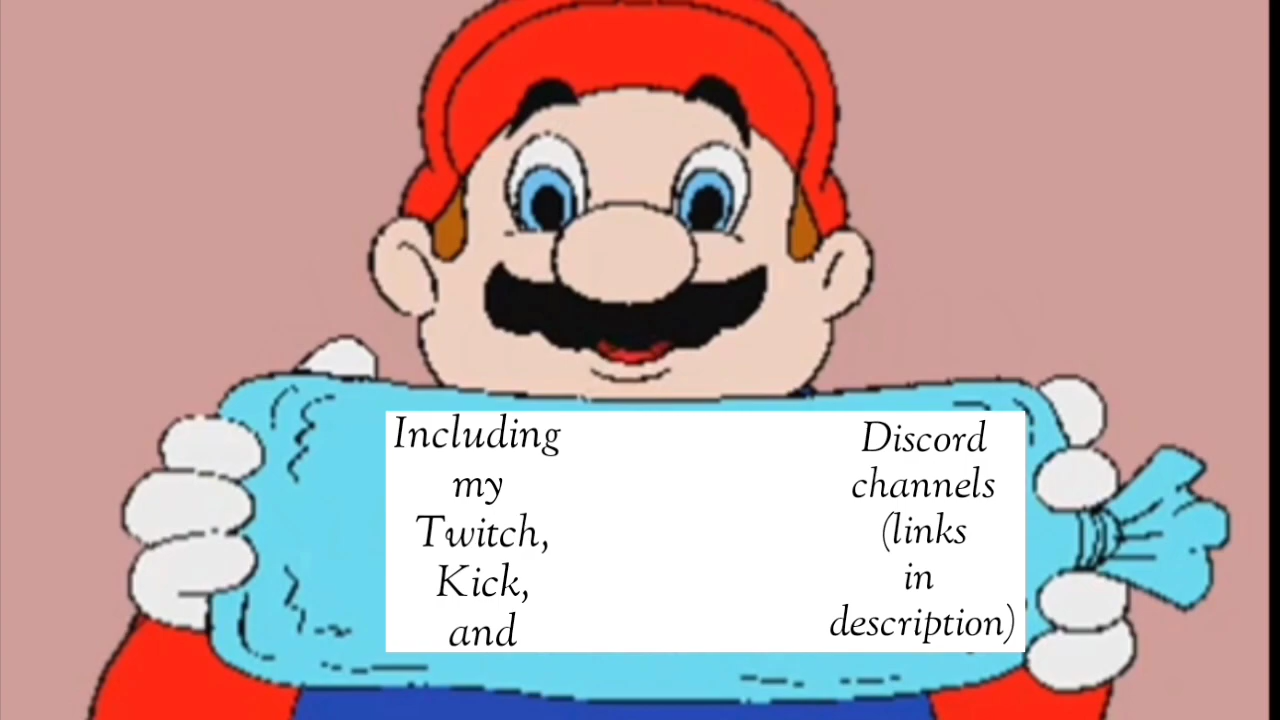 Including
my
Twitch,
Kick,
and
Discord
channels
(links
in
description)